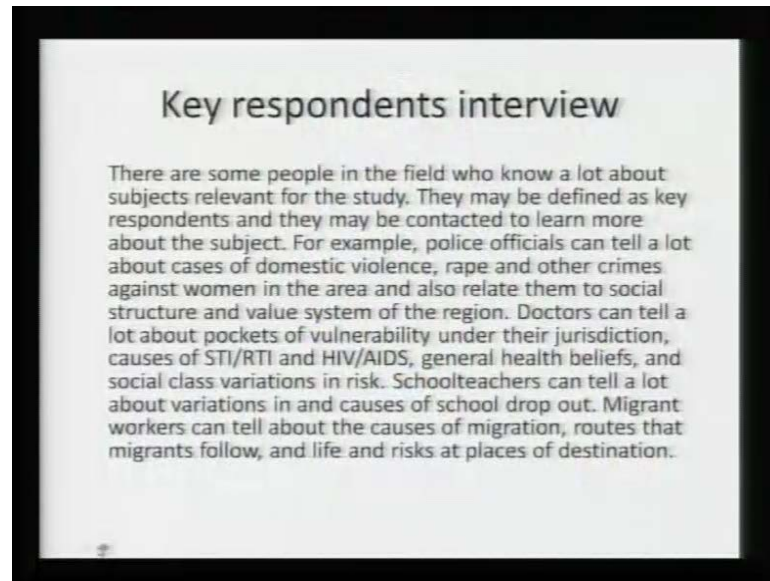 Key respondents interview
There are some people in the field who know a lot about
subjects relevant for the study. They may be defined as key
respondents and they may be contacted to learn more
about the subject. For example, police officials can tell a lot
about cases of domestic violence, rape and other crimes
against women in the area and also relate them to social
structure and value system of the region. Doctors can tell a
lot about pockets of vulnerability under their jurisdiction,
causes of STI/RTI and HIV/AIDS, general health beliefs, and
social class variations in risk. Schoolteachers can tell a lot
about variations in and causes of school drop out. Migrant
workers can tell about the causes of migration, routes that
migrants follow, and life and risks at places of destination.